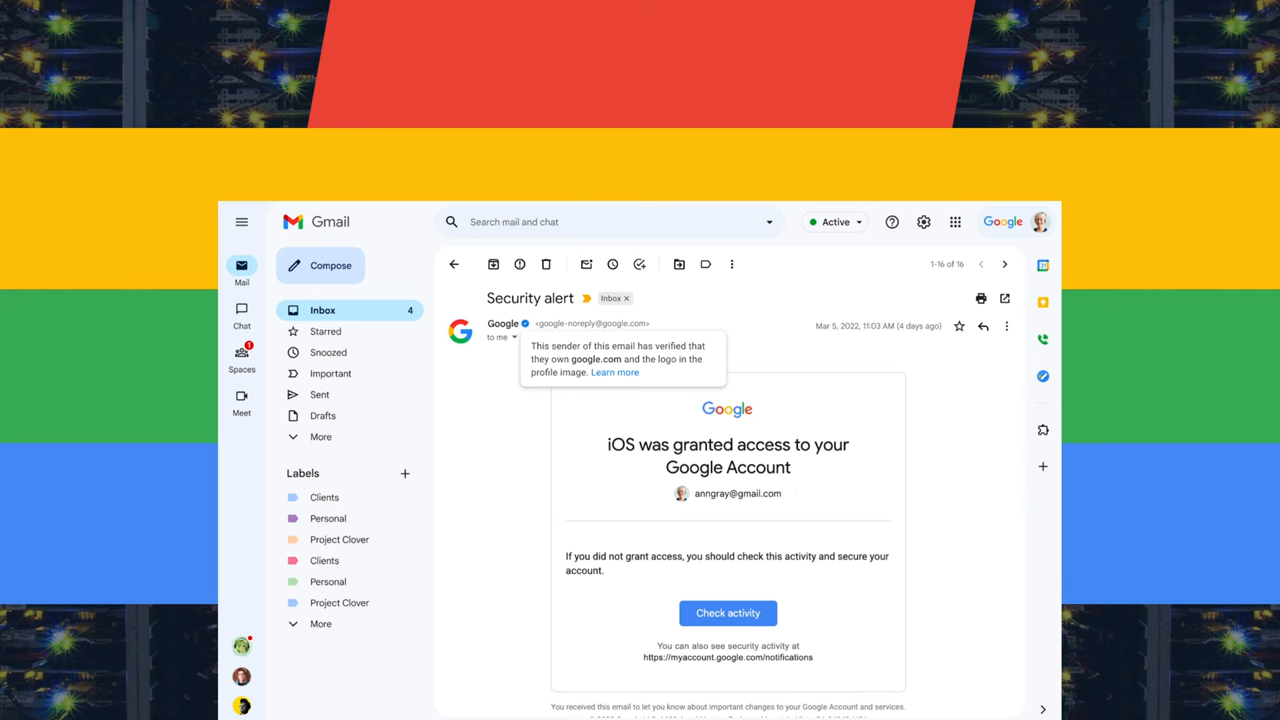 Gmail
Search mail and chat
Active
Google
Compose
1-16 of 16
Mail
Chat
1
Spaces
Meet
Inbox 4
Starred
Snoozed
Important
Sent
Drafts
More
Labels
Clients
Personal
Project Clover
Clients
Personal
Project Clover
More
Security alert
Inbox
Google <google-noreply@google.com>
Mar 5, 2022, 11:03 AM (4 days ago)
to me
This sender of this email has verified that
they own google.com and the logo in the
profile image. Learn more
Google
iOS was granted access to your
Google Account
anngray@gmail.com
If you did not grant access, you should check this activity and secure your
account.
Check activity
You can also see security activity at
https://myaccount.google.com/notifications
You received this email to let you know about important changes to your Google Account and services.